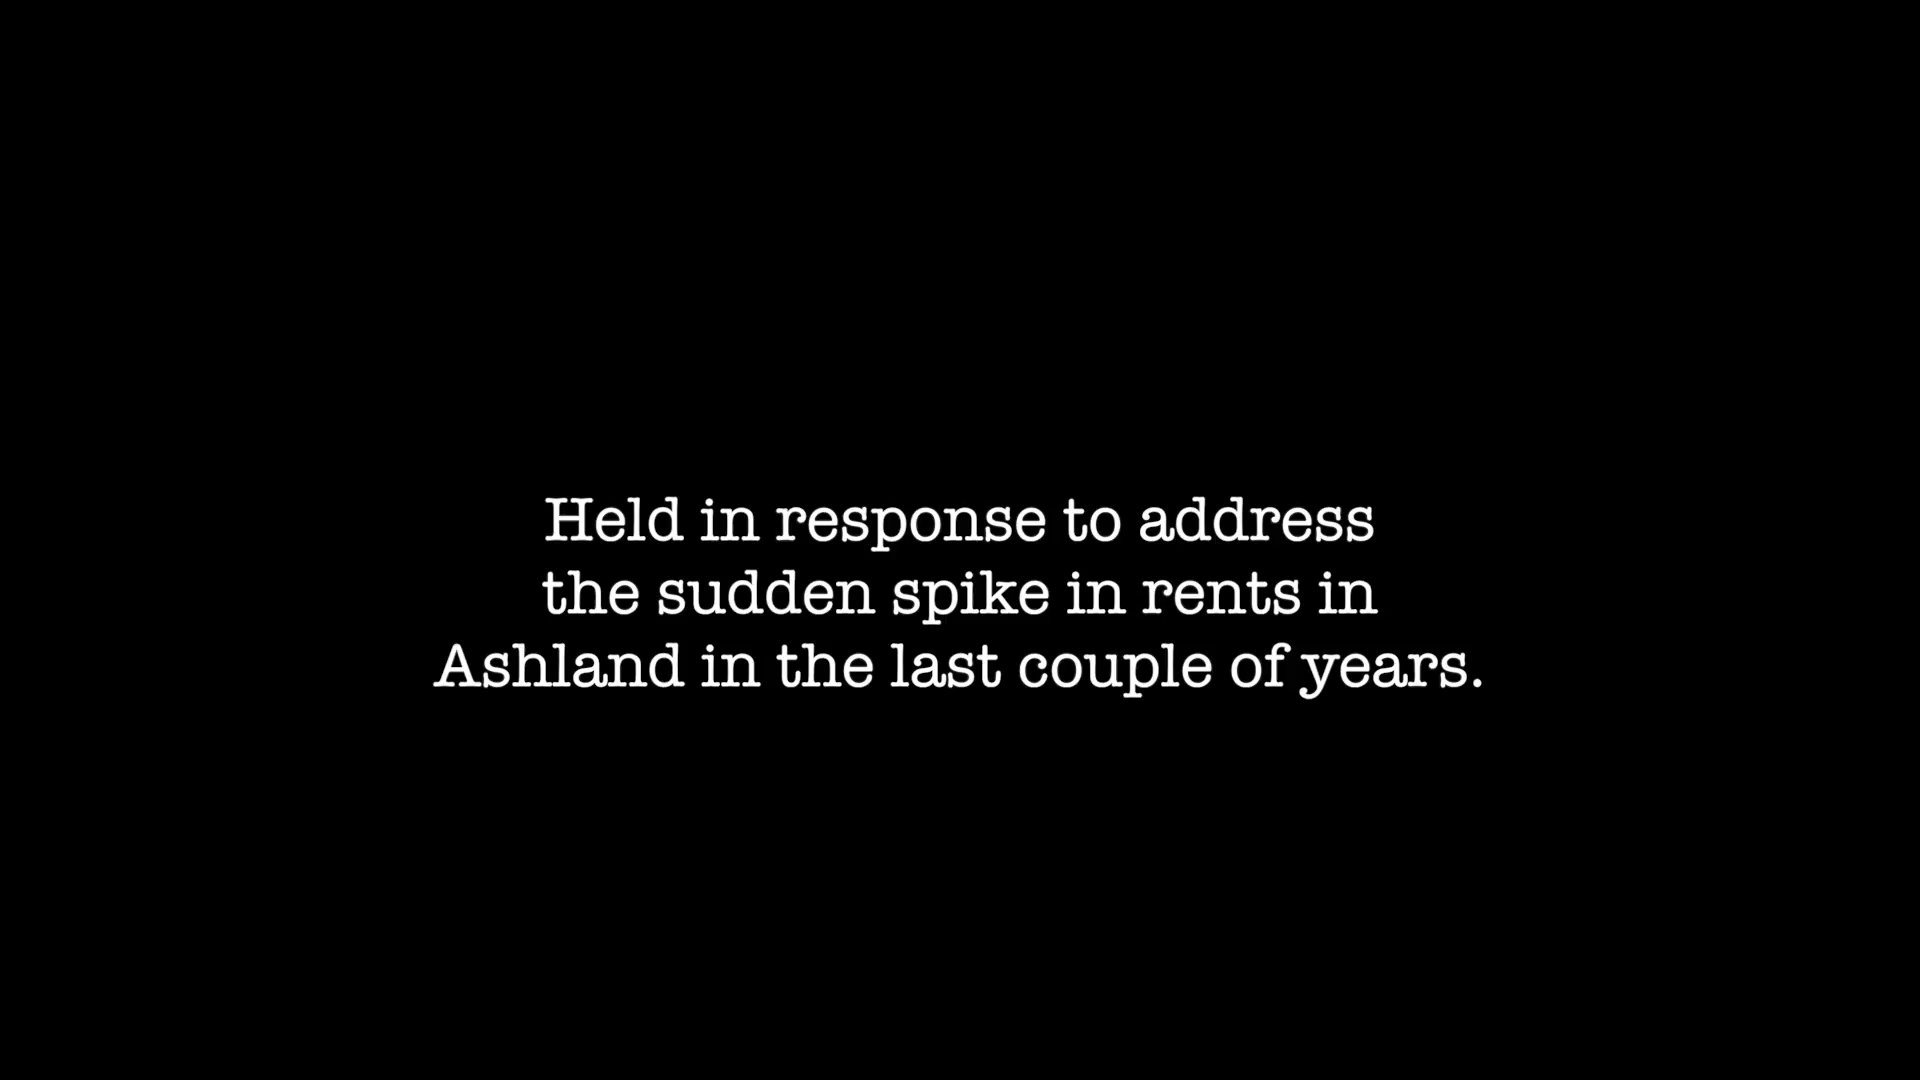 Held in response to address
the sudden spike in rents in
Ashland in the last couple of years.